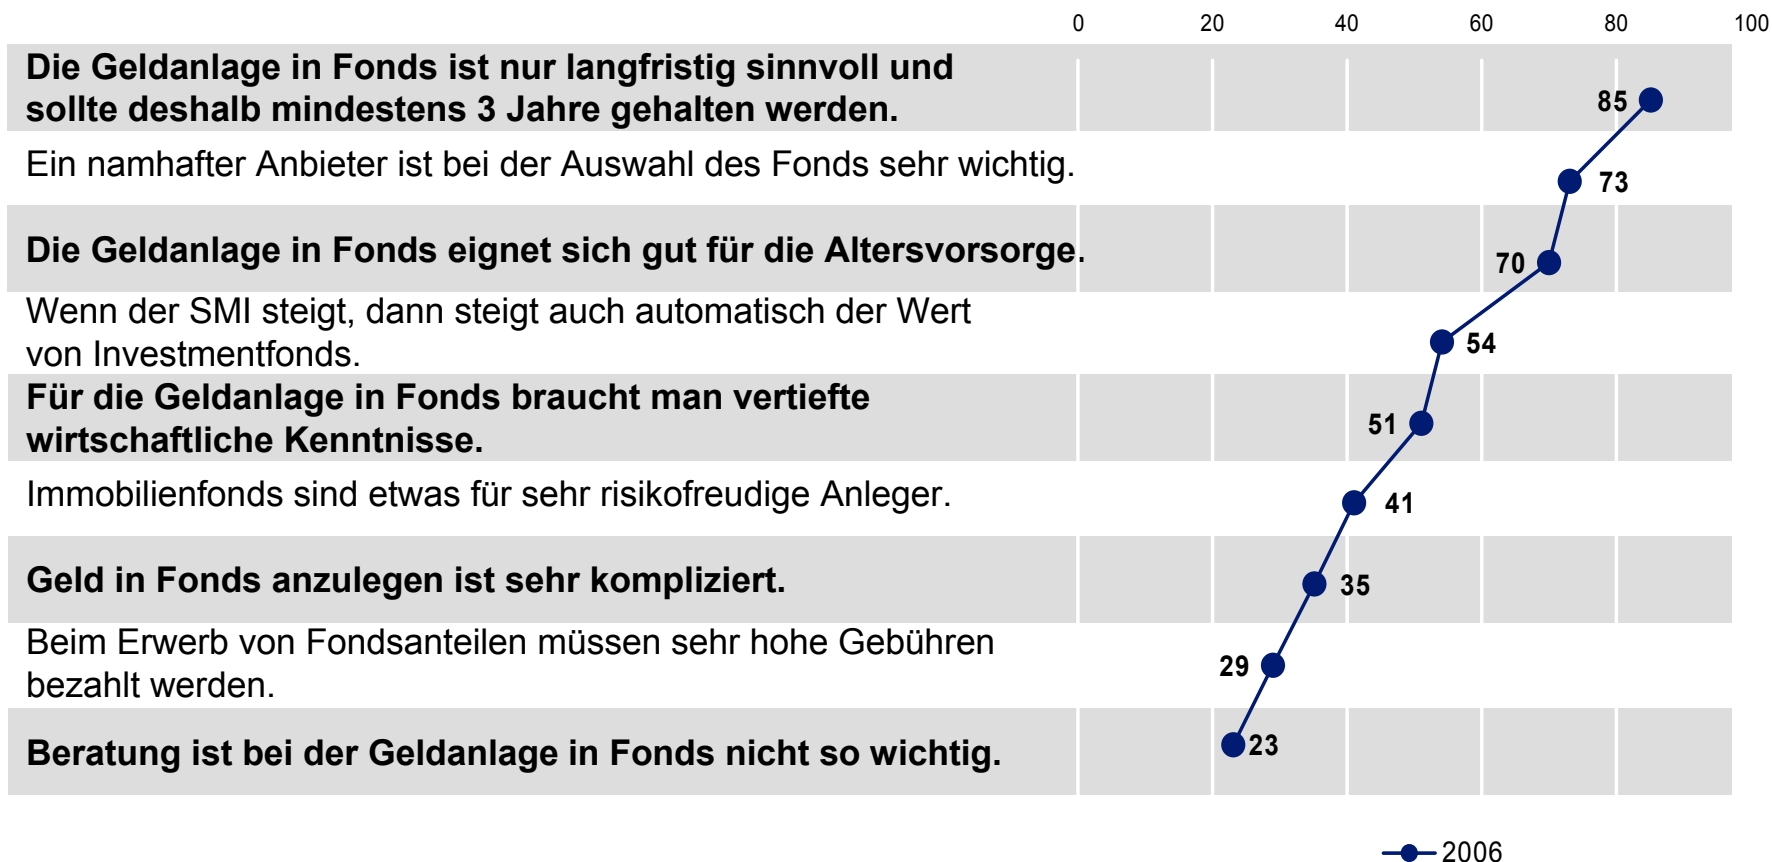 0 20 40 60 80 100
Die Geldanlage in Fonds ist nur langfristig sinnvoll und
sollte deshalb mindestens 3 Jahre gehalten werden.
85
Ein namhafter Anbieter ist bei der Auswahl des Fonds sehr wichtig.
73
Die Geldanlage in Fonds eignet sich gut für die Altersvorsorge.
70
Wenn der SMI steigt, dann steigt auch automatisch der Wert
von Investmentfonds.
54
Für die Geldanlage in Fonds braucht man vertiefte
wirtschaftliche Kenntnisse.
51
Immobilienfonds sind etwas für sehr risikofreudige Anleger.
41
Geld in Fonds anzulegen ist sehr kompliziert.
35
Beim Erwerb von Fondsanteilen müssen sehr hohe Gebühren
bezahlt werden.
29
Beratung ist bei der Geldanlage in Fonds nicht so wichtig.
23
2006